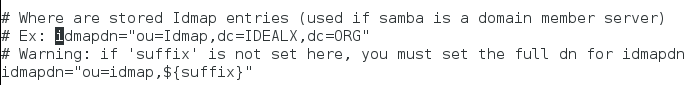 # Where are stored Idmap entries (used if samba is a domain member server)
# Ex: idmapdn="ou=Idmap,dc=IDEALX,dc=ORG"
# Warning: if 'suffix' is not set here, you must set the full dn for idmapdn
idmapdn="ou=idmap,${suffix}"